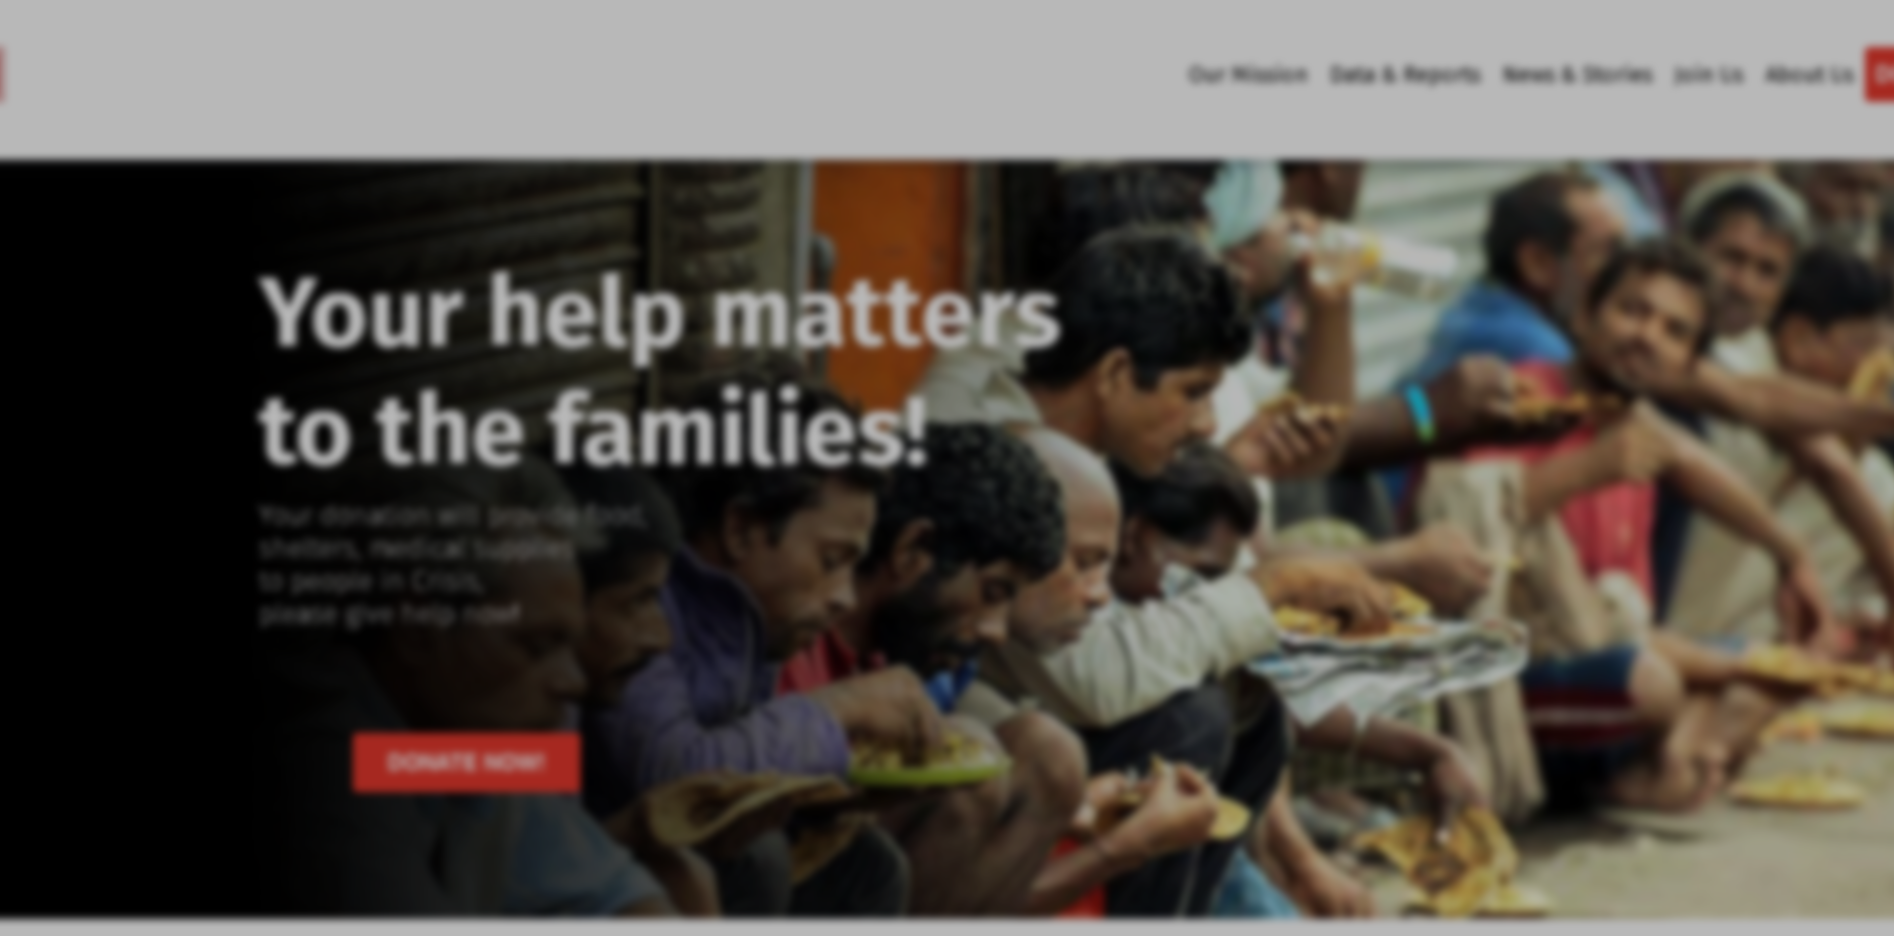 Our Mission Data & Reports News & Stories Join Us About Us
Your help matters
to the families!
Your donation will provide food,
shelters, medical supplies
to people in Crisis,
please give help now!
DONATE NOW!